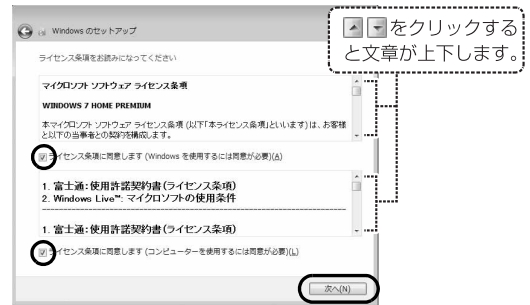 Windows のセットアップ
▲ ▼をクリックする
と文章が上下します。
ライセンス条項をお読みになってください
マイクロソフト ソフトウェア ライセンス条項
WINDOWS 7 HOME PREMIUM
本マイクロソフト ソフトウェア ライセンス条項 (以下「本ライセンス条項」といいます) は、お客様
と以下の当事者との契約を構成します。
ライセンス条項に同意します (Windows を使用するには同意が必要)(A)
1. 富士通:使用許諾契約書(ライセンス条項)
2. Windows Live™: マイクロソフトの使用条件
1. 富士通:使用許諾契約書(ライセンス条項)
ライセンス条項に同意します (コンピューターを使用するには同意が必要)(L)
次へ(N)